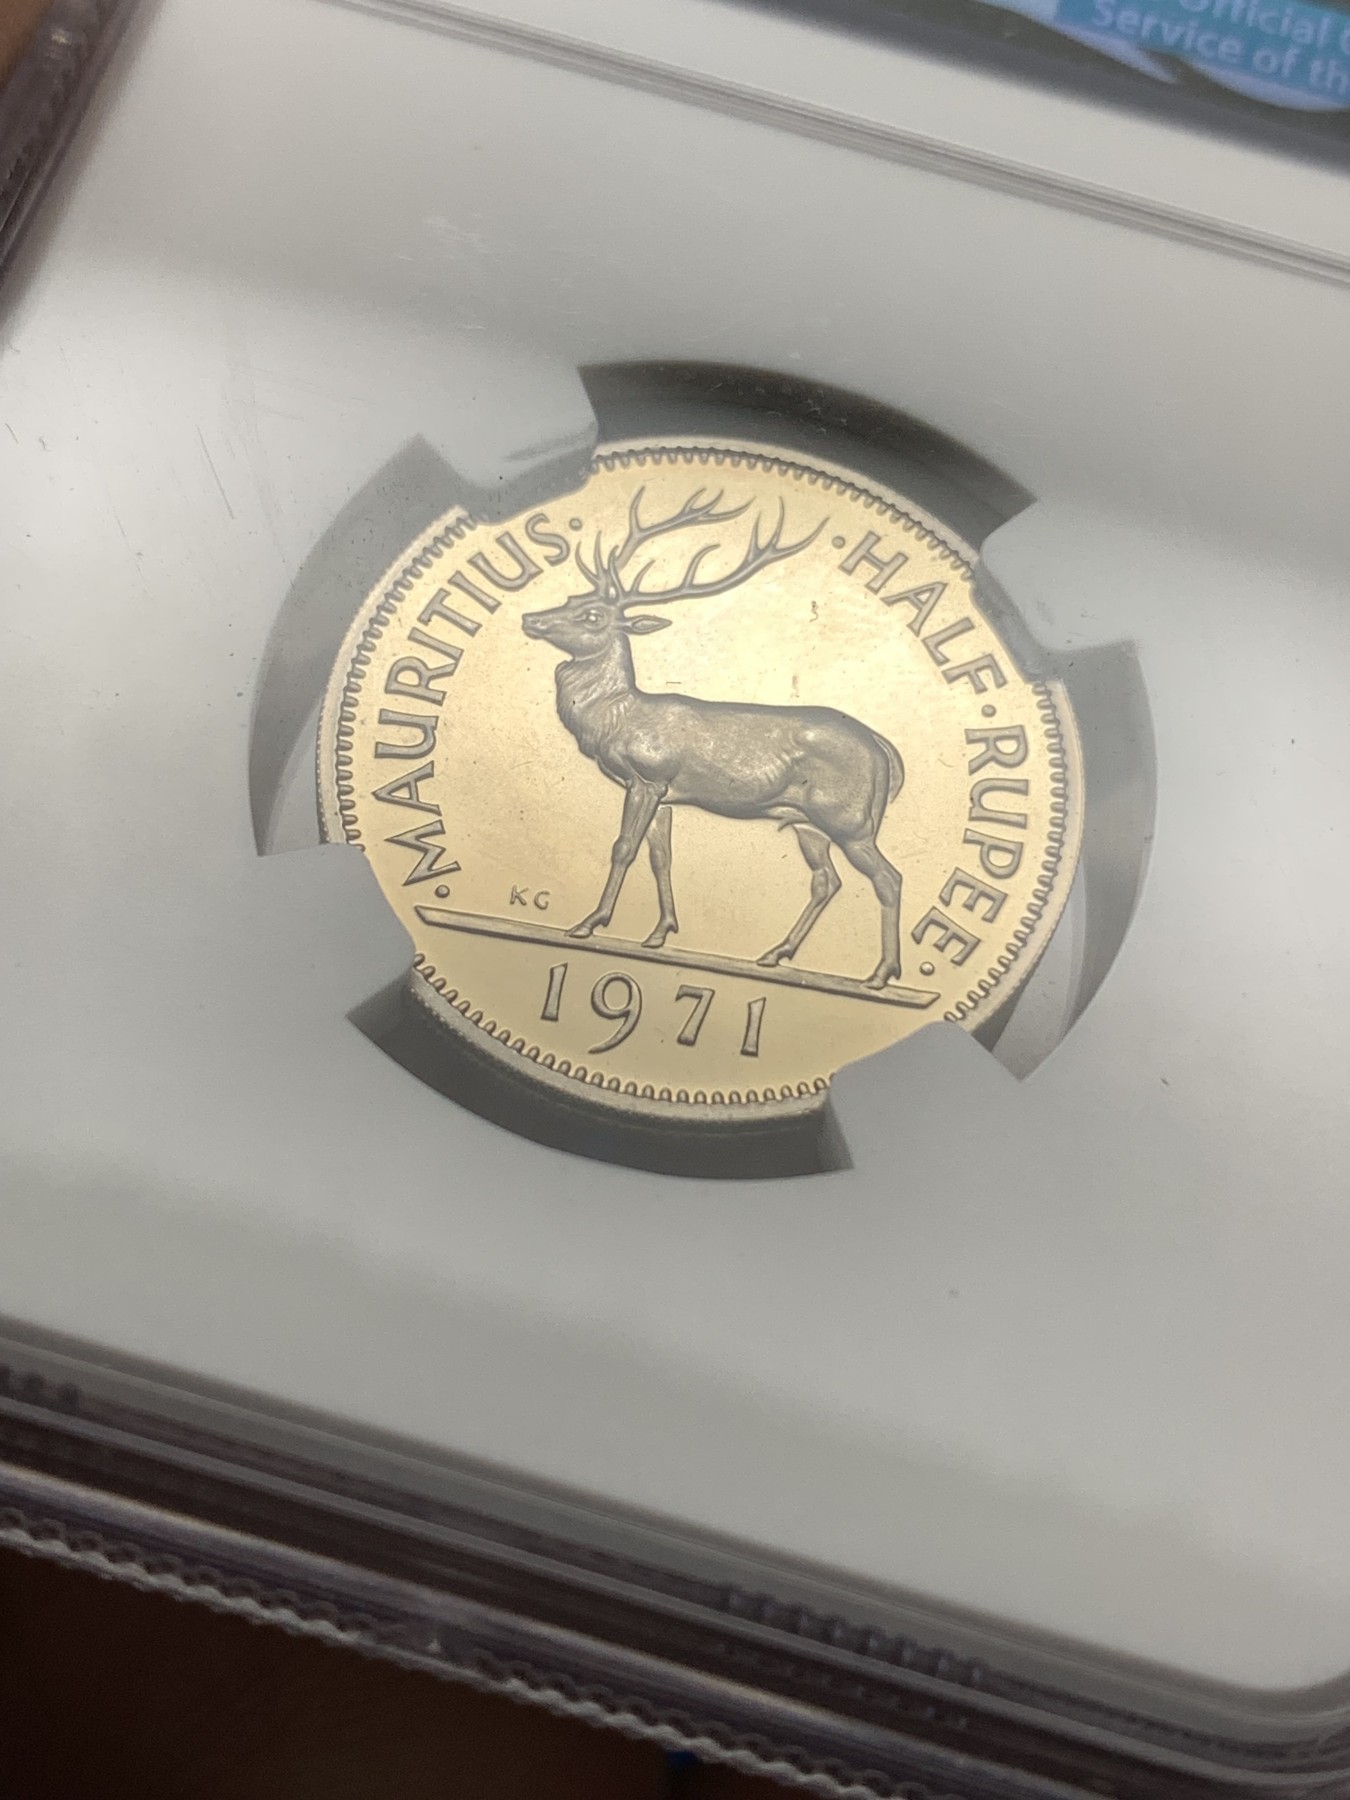 Official
Service of th
·MAURITIUS·
·HALF·RUPEE·
KG
1971